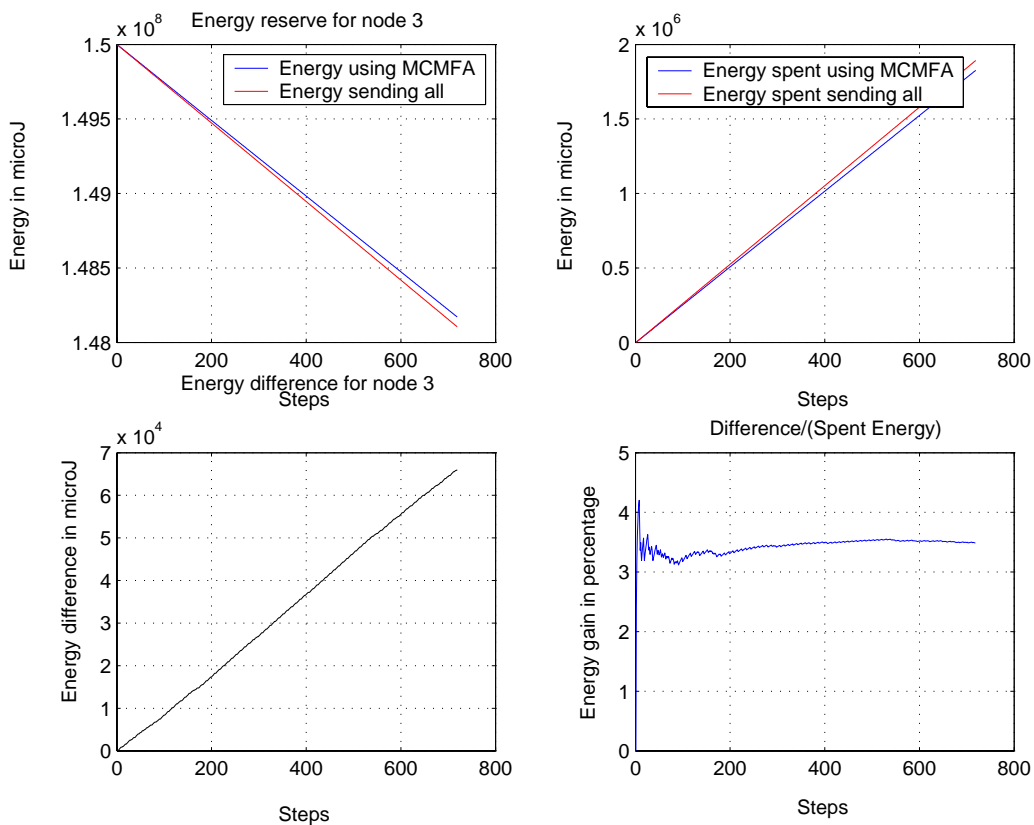 x 10^8
Energy reserve for node 3
1.5
1.495
1.49
1.485
1.48
Energy in microJ
Energy using MCMFA
Energy sending all
0
200
400
600
800
Steps
x 10^6
2
1.5
1
0.5
0
Energy in microJ
Energy spent using MCMFA
Energy spent sending all
0
200
400
600
800
Steps
Energy difference for node 3
x 10^4
7
6
5
4
3
2
1
0
Energy difference in microJ
0
200
400
600
800
Steps
Difference/(Spent Energy)
5
4
3
2
1
0
Energy gain in percentage
0
200
400
600
800
Steps